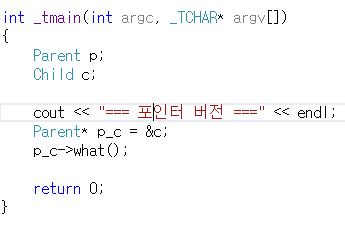 int _tmain(int argc, _TCHAR* argv[])
{
Parent p;
Child c;
cout << "=== 포인터 버전 ===" << endl;
Parent* p_c = &c;
p_c->what();
return 0;
}